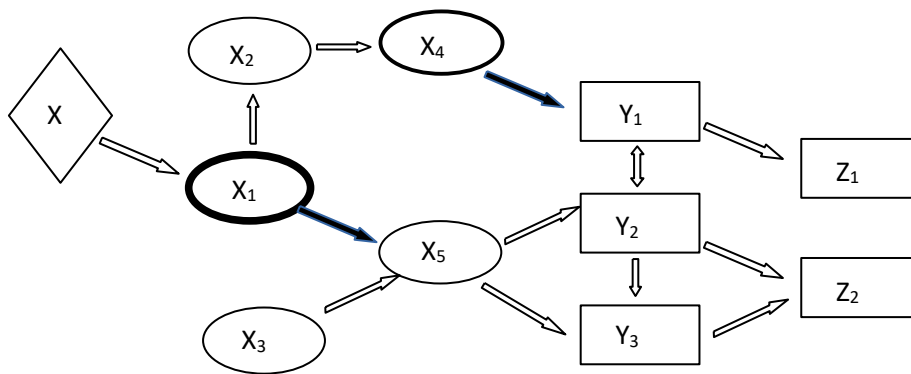 X₂
X₄
X
Y₁
X₁
Z₁
Y₂
X₅
Z₂
X₃
Y₃